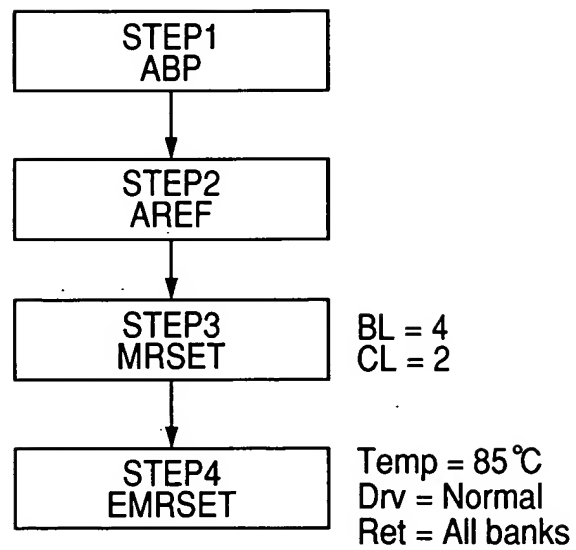 STEP1
ABP
STEP2
AREF
STEP3
MRSET
BL = 4
CL = 2
STEP4
EMRSET
Temp = 85℃
Drv = Normal
Ret = All banks